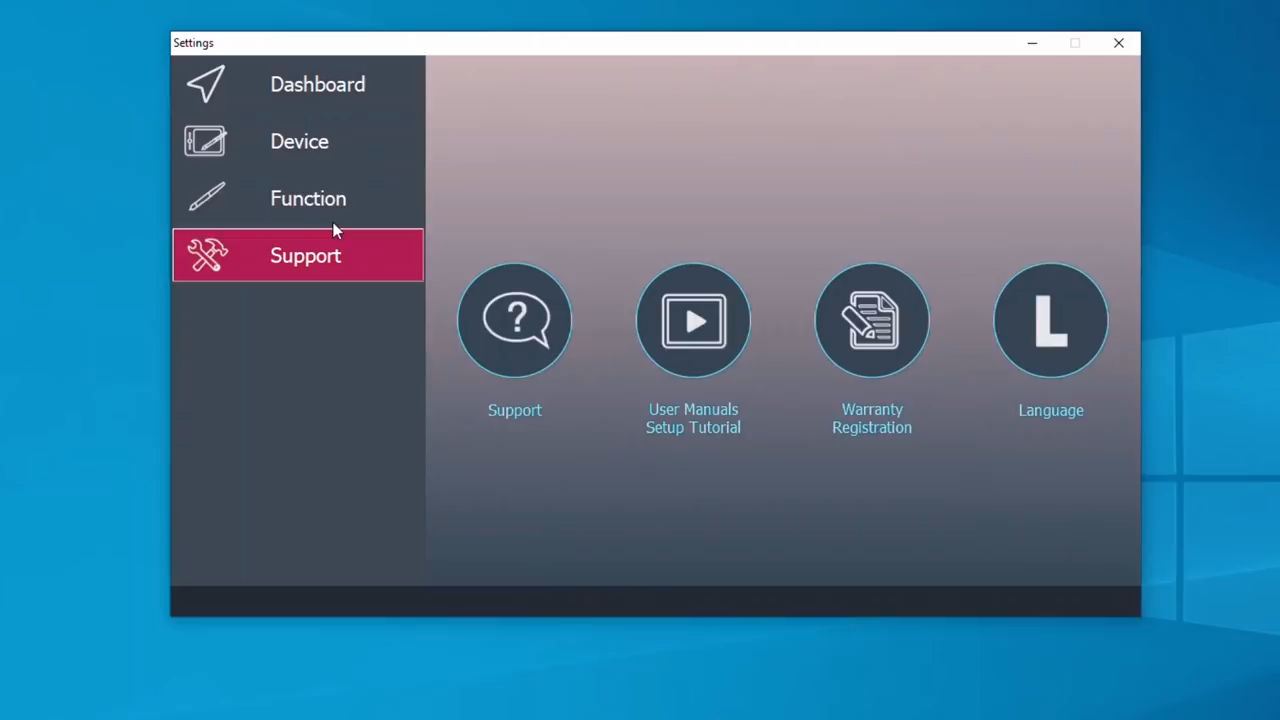 Settings
Dashboard
Device
Function
Support
?
L
Support
User Manuals
Setup Tutorial
Warranty
Registration
Language